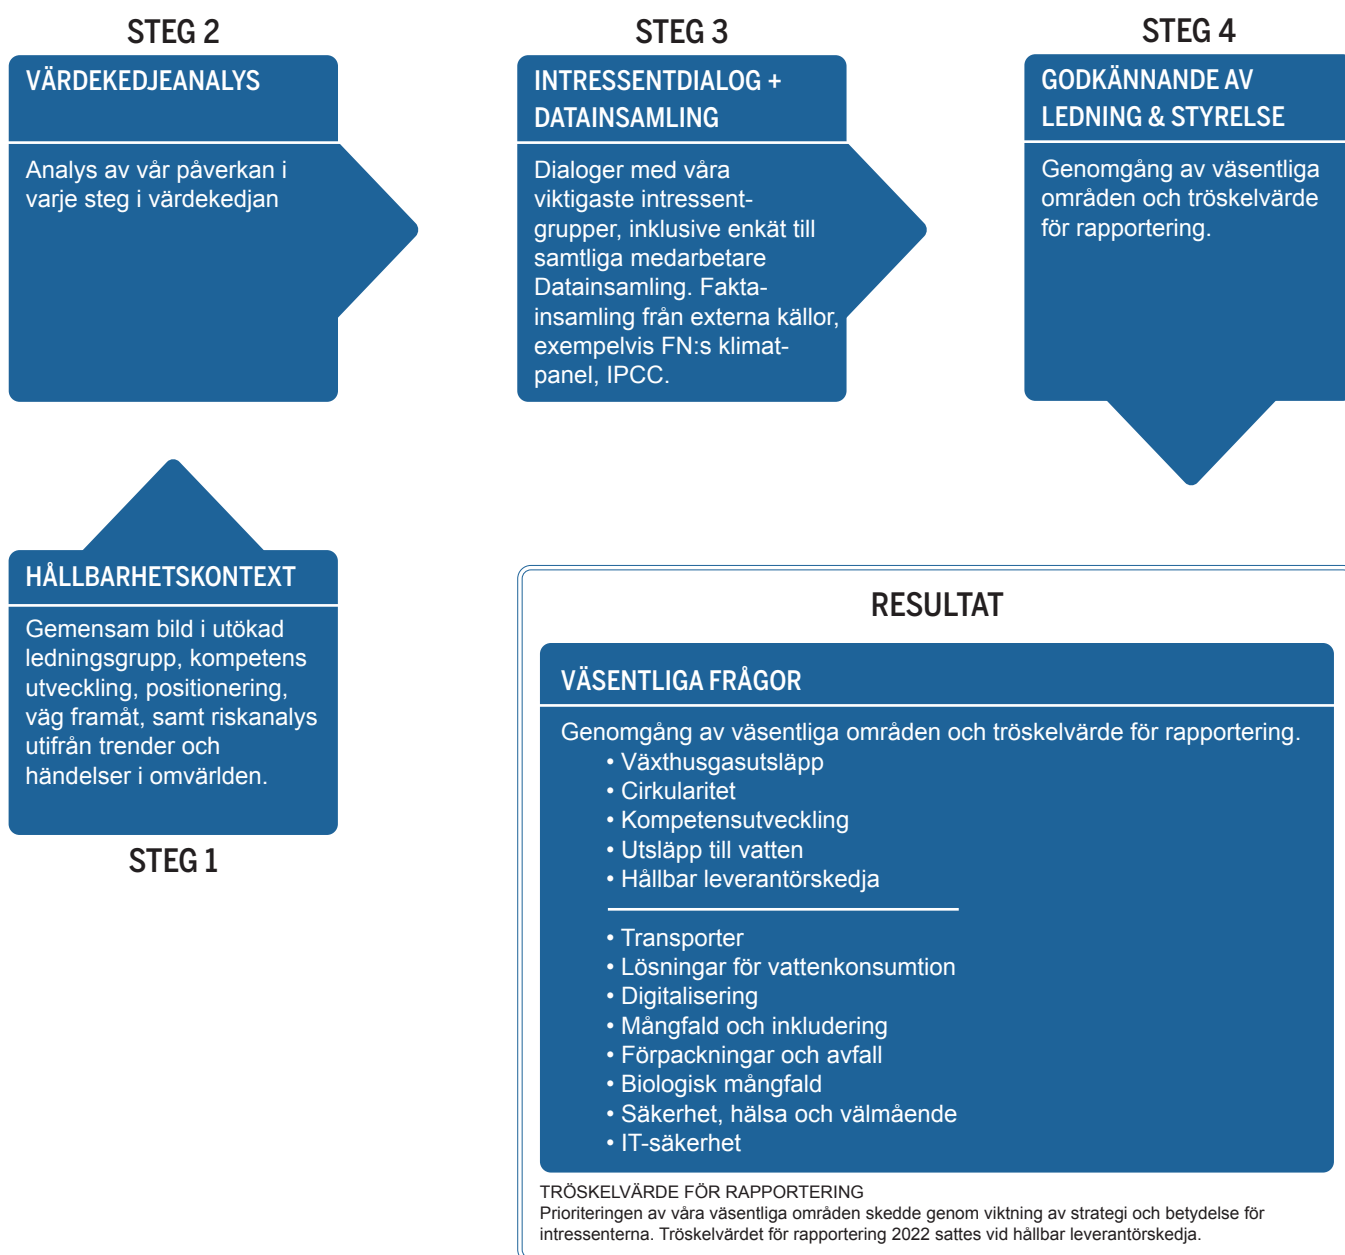 STEG 2
VÄRDEKEDJEANALYS
Analys av vår påverkan i
varje steg i värdekedjan
STEG 3
INTRESSENTDIALOG +
DATAINSAMLING
Dialoger med våra
viktigaste intressent-
grupper, inklusive enkät till
samtliga medarbetare
Datainsamling. Fakta-
insamling från externa källor,
exempelvis FN:s klimat-
panel, IPCC.
STEG 4
GODKÄNNANDE AV
LEDNING & STYRELSE
Genomgång av väsentliga
områden och tröskelvärde
för rapportering.
HÅLLBARHETSKONTEXT
Gemensam bild i utökad
ledningsgrupp, kompetens
utveckling, positionering,
väg framåt, samt riskanalys
utifrån trender och
händelser i omvärlden.
STEG 1
RESULTAT
VÄSENTLIGA FRÅGOR
Genomgång av väsentliga områden och tröskelvärde för rapportering.
• Växthusgasutsläpp
• Cirkularitet
• Kompetensutveckling
• Utsläpp till vatten
• Hållbar leverantörskedja
• Transporter
• Lösningar för vattenkonsumtion
• Digitalisering
• Mångfald och inkludering
• Förpackningar och avfall
• Biologisk mångfald
• Säkerhet, hälsa och välmående
• IT-säkerhet
TRÖSKELVÄRDE FÖR RAPPORTERING
Prioriteringen av våra väsentliga områden skedde genom viktning av strategi och betydelse för
intressenterna. Tröskelvärdet för rapportering 2022 sattes vid hållbar leverantörskedja.